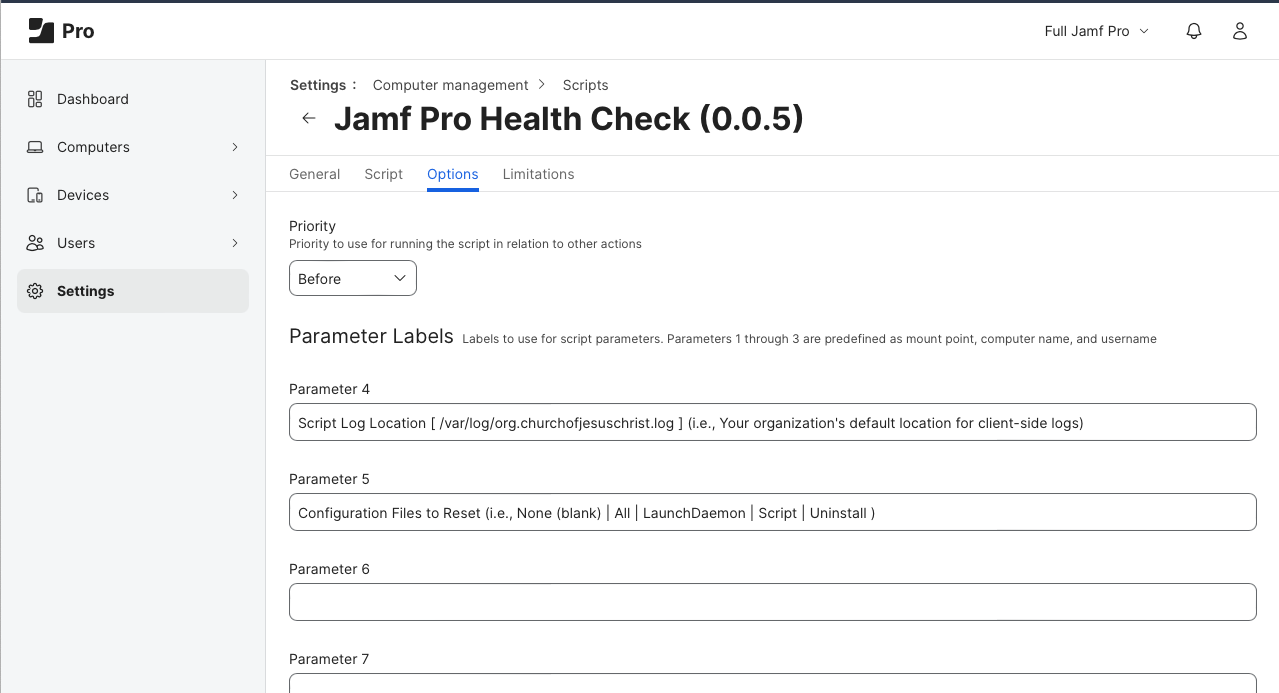 Pro
Full Jamf Pro
Dashboard
Computers
Devices
Users
Settings
Settings : Computer management Scripts
Jamf Pro Health Check (0.0.5)
General Script Options Limitations
Priority
Priority to use for running the script in relation to other actions
Before
Parameter Labels Labels to use for script parameters. Parameters 1 through 3 are predefined as mount point, computer name, and username
Parameter 4
Script Log Location [ /var/log/org.churchofjesuschrist.log ] (i.e., Your organization's default location for client-side logs)
Parameter 5
Configuration Files to Reset (i.e., None (blank) | All | LaunchDaemon | Script | Uninstall )
Parameter 6
Parameter 7